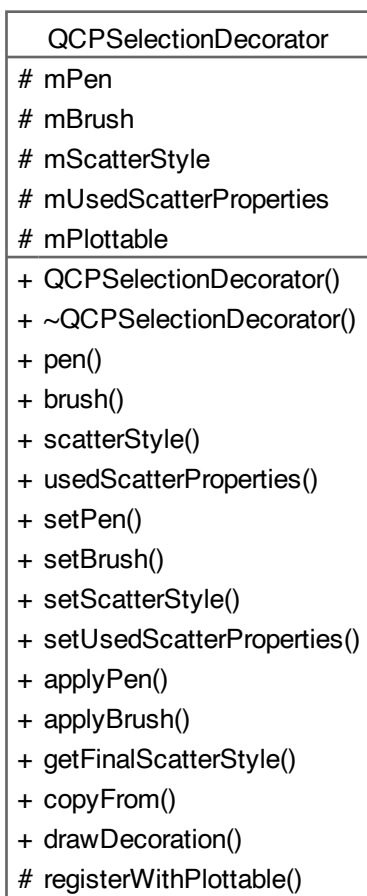 QCPSelectionDecorator
# mPen
# mBrush
# mScatterStyle
# mUsedScatterProperties
# mPlottable
+ QCPSelectionDecorator()
+ ~QCPSelectionDecorator()
+ pen()
+ brush()
+ scatterStyle()
+ usedScatterProperties()
+ setPen()
+ setBrush()
+ setScatterStyle()
+ setUsedScatterProperties()
+ applyPen()
+ applyBrush()
+ getFinalScatterStyle()
+ copyFrom()
+ drawDecoration()
# registerWithPlottable()